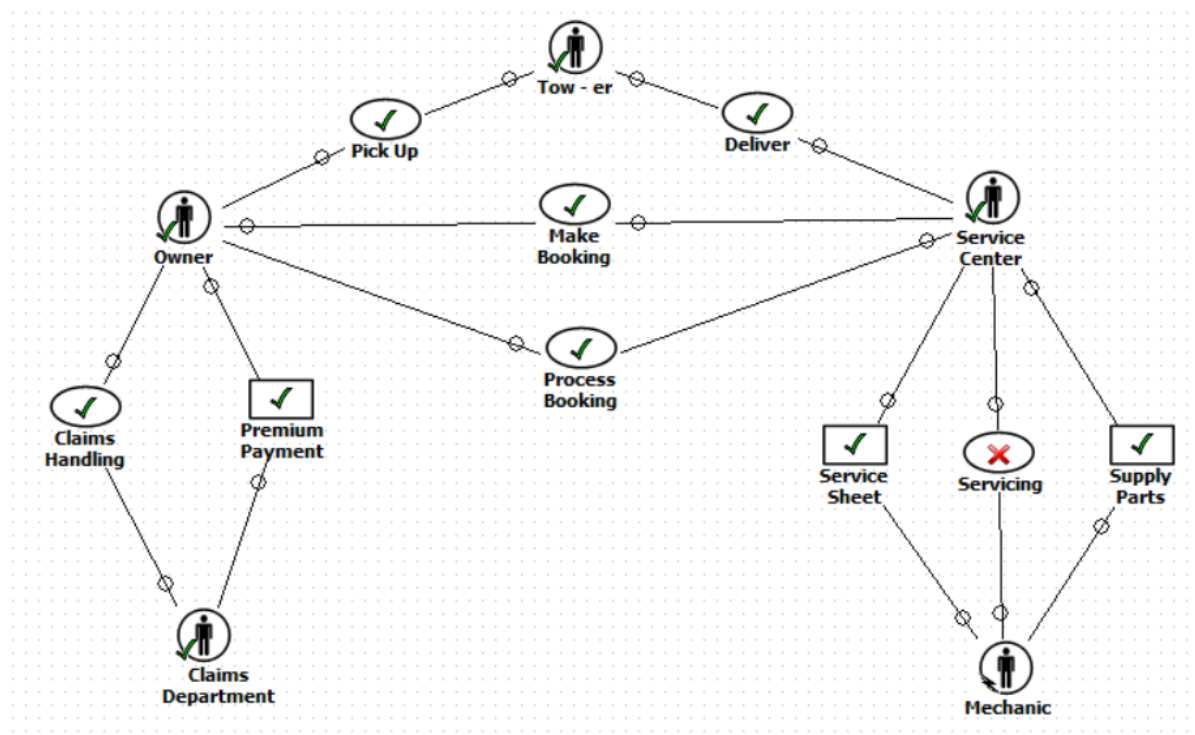 Tow - er
Pick Up
Deliver
Make
Booking
Owner
Service
Center
Process
Booking
Claims
Handling
Premium
Payment
Service
Sheet
Servicing
Supply
Parts
Claims
Department
Mechanic